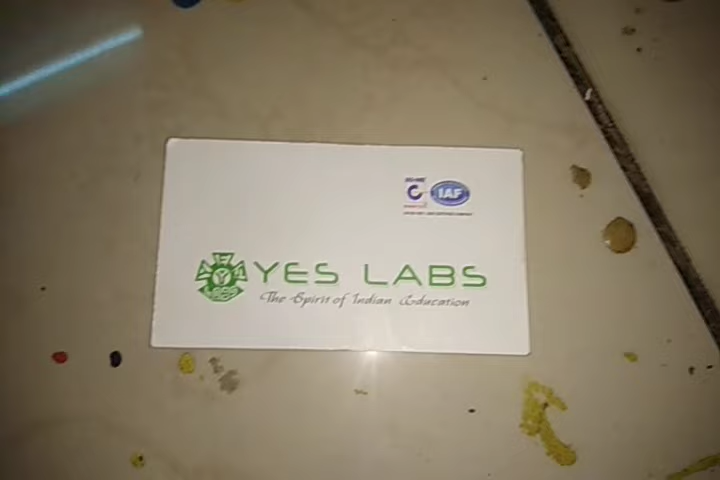 IAF
YES LABS
The Spirit of Indian Education